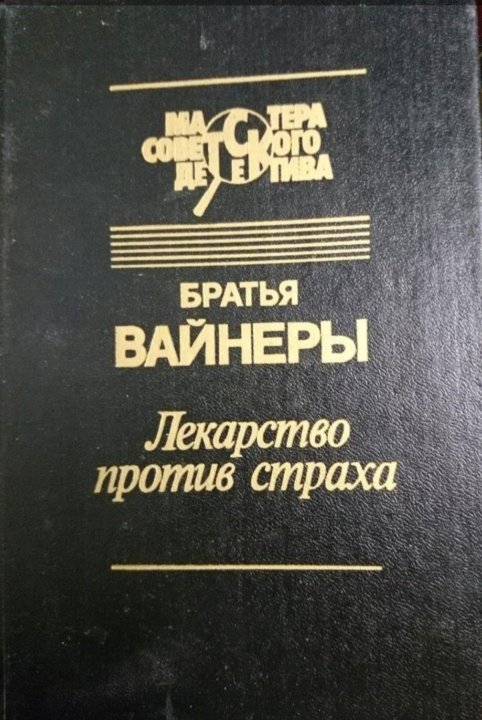 МАСТЕРА
СОВЕТСКОГО
ДЕТЕКТИВА
БРАТЬЯ
ВАЙНЕРЫ
Лекарство
против страха